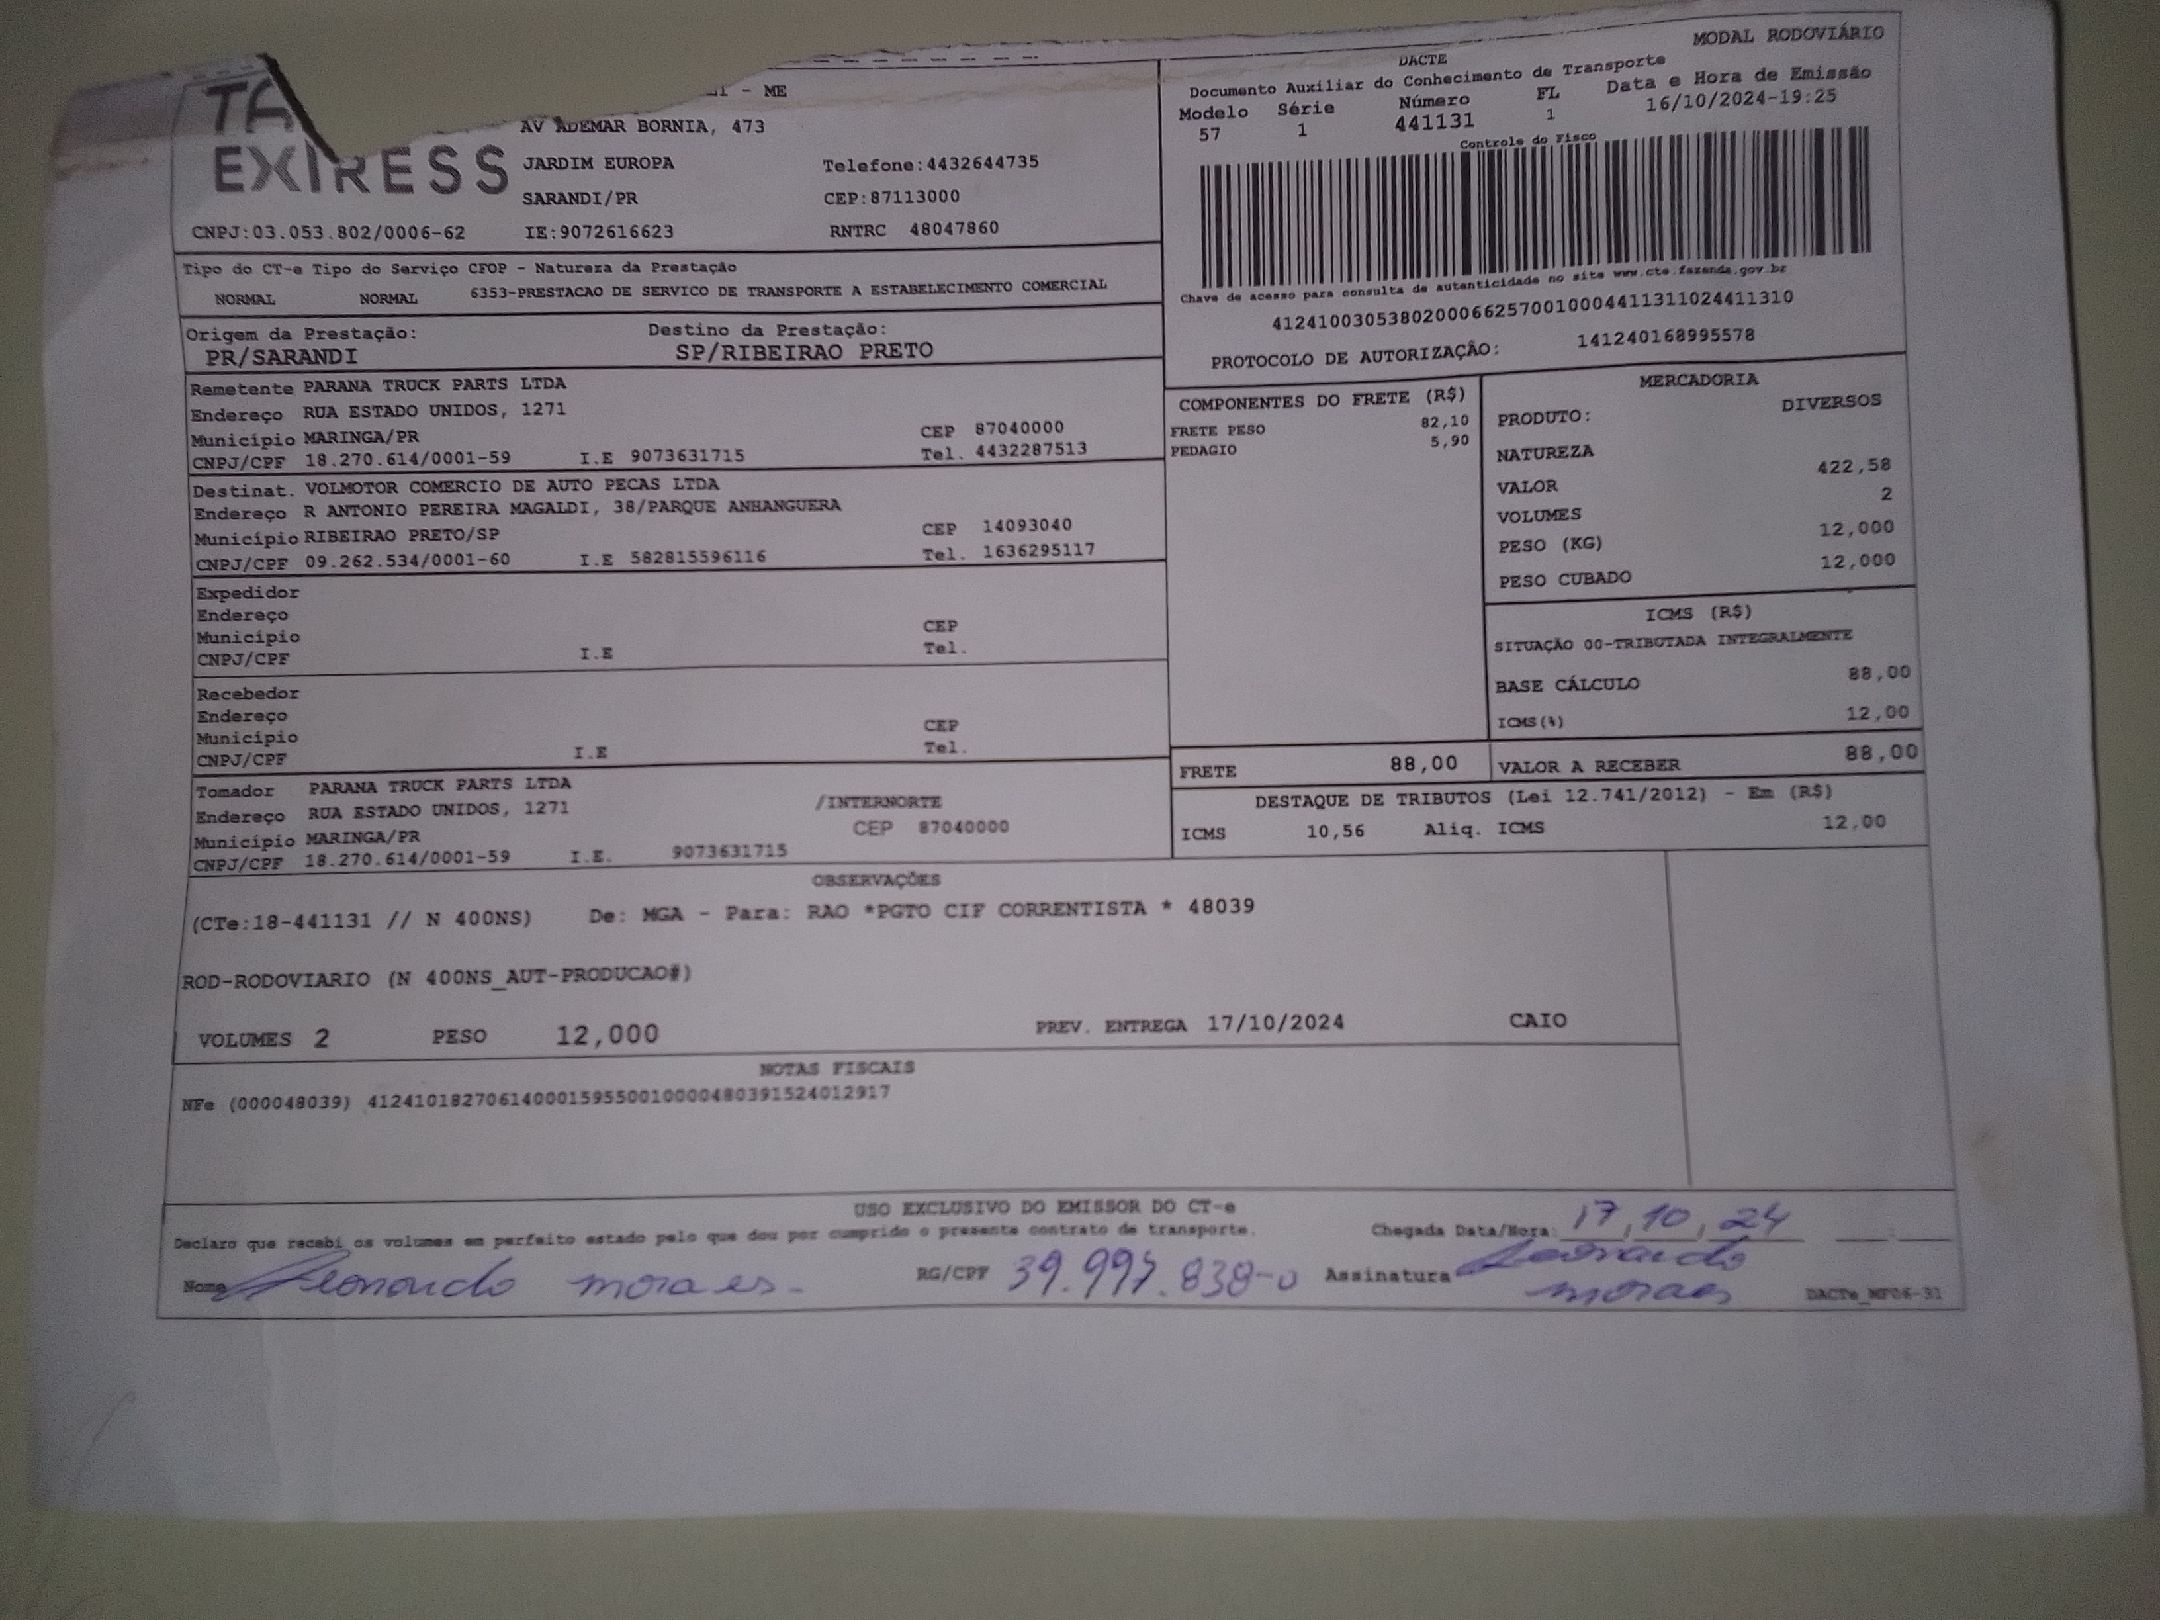 - ME
EXPRESS
AV ADEMAR BORNIA, 473
JARDIM EUROPA Telefone:4432644735
SARANDI/PR CEP:87113000
CNPJ:03.053.802/0006-62 IE:9072616623 RNTRC 48047860
MODAL RODOVIÁRIO
DACTE
Documento Auxiliar do Conhecimento de Transporte
Modelo Série Número FL Data e Hora de Emissão
57 1 441131 1 16/10/2024-19:25
Controle do Fisco
Chave de acesso para consulta de autenticidade no site www.cte.fazenda.gov.br
41241003053802000662570010004411311024411310
PROTOCOLO DE AUTORIZAÇÃO: 141240168995578
Tipo do CT-e Tipo do Serviço CFOP - Natureza da Prestação
NORMAL NORMAL 6353-PRESTACAO DE SERVICO DE TRANSPORTE A ESTABELECIMENTO COMERCIAL
Origem da Prestação: Destino da Prestação:
PR/SARANDI SP/RIBEIRAO PRETO
Remetente PARANA TRUCK PARTS LTDA
Endereço RUA ESTADO UNIDOS, 1271
Município MARINGA/PR CEP 87040000
CNPJ/CPF 18.270.614/0001-59 I.E 9073631715 Tel. 4432287513
Destinat. VOLMOTOR COMERCIO DE AUTO PECAS LTDA
Endereço R ANTONIO PEREIRA MAGALDI, 38/PARQUE ANHANGUERA
Município RIBEIRAO PRETO/SP CEP 14093040
CNPJ/CPF 09.262.534/0001-60 I.E 582815596116 Tel. 1636295117
Expedidor
Endereço
Município CEP
CNPJ/CPF I.E Tel.
Recebedor
Endereço
Município CEP
CNPJ/CPF I.E Tel.
Tomador PARANA TRUCK PARTS LTDA
Endereço RUA ESTADO UNIDOS, 1271 /INTERNORTE
Município MARINGA/PR CEP 87040000
CNPJ/CPF 18.270.614/0001-59 I.E. 9073631715
COMPONENTES DO FRETE (R$)
FRETE PESO 82,10
PEDAGIO 5,90
MERCADORIA
PRODUTO: DIVERSOS
NATUREZA
VALOR 422,58
VOLUMES 2
PESO (KG) 12,000
PESO CUBADO 12,000
ICMS (R$)
SITUAÇÃO 00-TRIBUTADA INTEGRALMENTE
BASE CÁLCULO 88,00
ICMS(%) 12,00
FRETE 88,00 VALOR A RECEBER 88,00
DESTAQUE DE TRIBUTOS (Lei 12.741/2012) - Em (R$)
ICMS 10,56 Aliq. ICMS 12,00
OBSERVAÇÕES
(CTe:18-441131 // N 400NS) De: MGA - Para: RAO *PGTO CIF CORRENTISTA * 48039
ROD-RODOVIARIO (N 400NS_AUT-PRODUCAO#)
VOLUMES 2 PESO 12,000 PREV. ENTREGA 17/10/2024 CAIO
NOTAS FISCAIS
NFe (000048039) 41241018270614000159550010000480391524012917
USO EXCLUSIVO DO EMISSOR DO CT-e
Declaro que recebi os volumes em perfeito estado pelo que dou por cumprido o presente contrato de transporte. Chegada Data/Hora: 17,10,24
Nome Leonardo moraes. RG/CPF 39.997.838-0 Assinatura Leonardo
moraes
DACTe_MF06-31